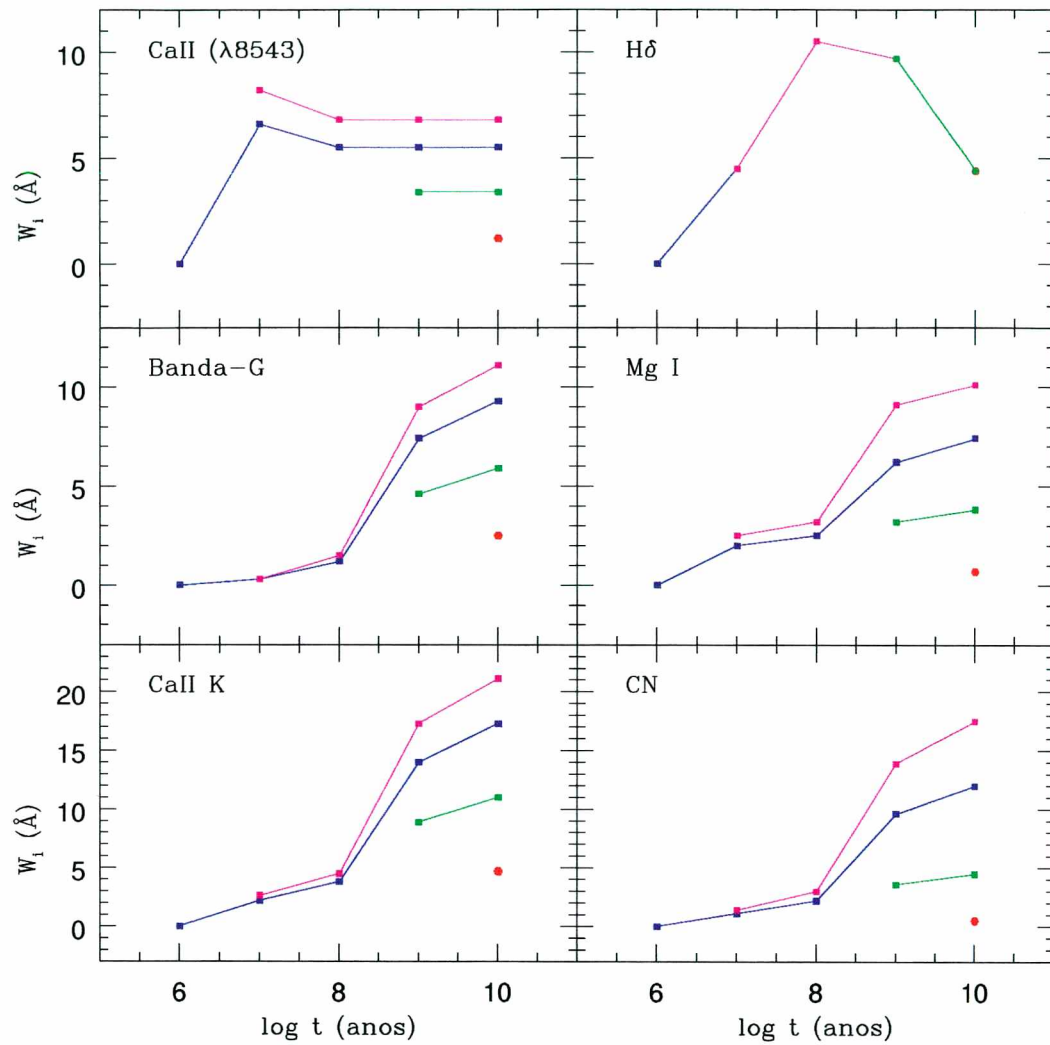 CaII (λ8543)
Hδ
10
5
0
W_i (Å)
Banda-G
Mg I
10
5
0
W_i (Å)
CaII K
CN
20
15
10
5
0
W_i (Å)
6 8 10 6 8 10
log t (anos) log t (anos)